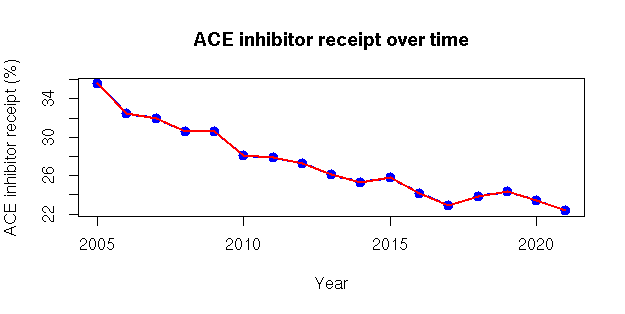 ACE inhibitor receipt over time
ACE inhibitor receipt (%)
34
30
26
22
2005 2010 2015 2020
Year